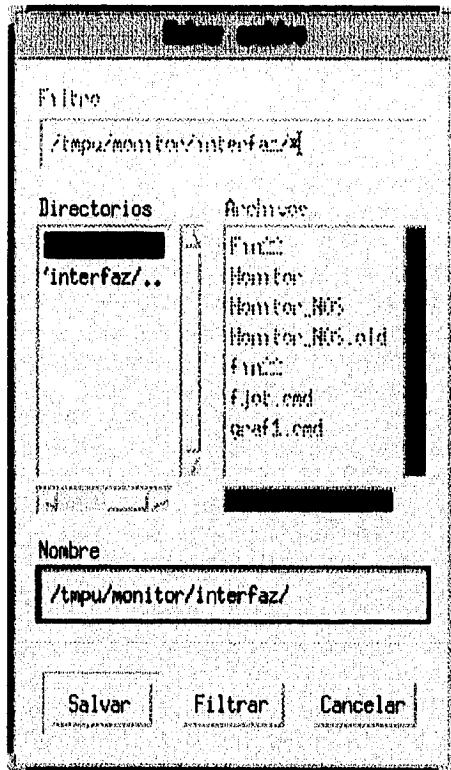 Filtro
/tmpu/monitor/interfaz/*
Directorios
'interfaz/..
Archivos
Monitor
Monitor_NOS
Monitor_NOS.old
fjob.cmd
graf1.cmd
Nombre
/tmpu/monitor/interfaz/
Salvar
Filtrar
Cancelar